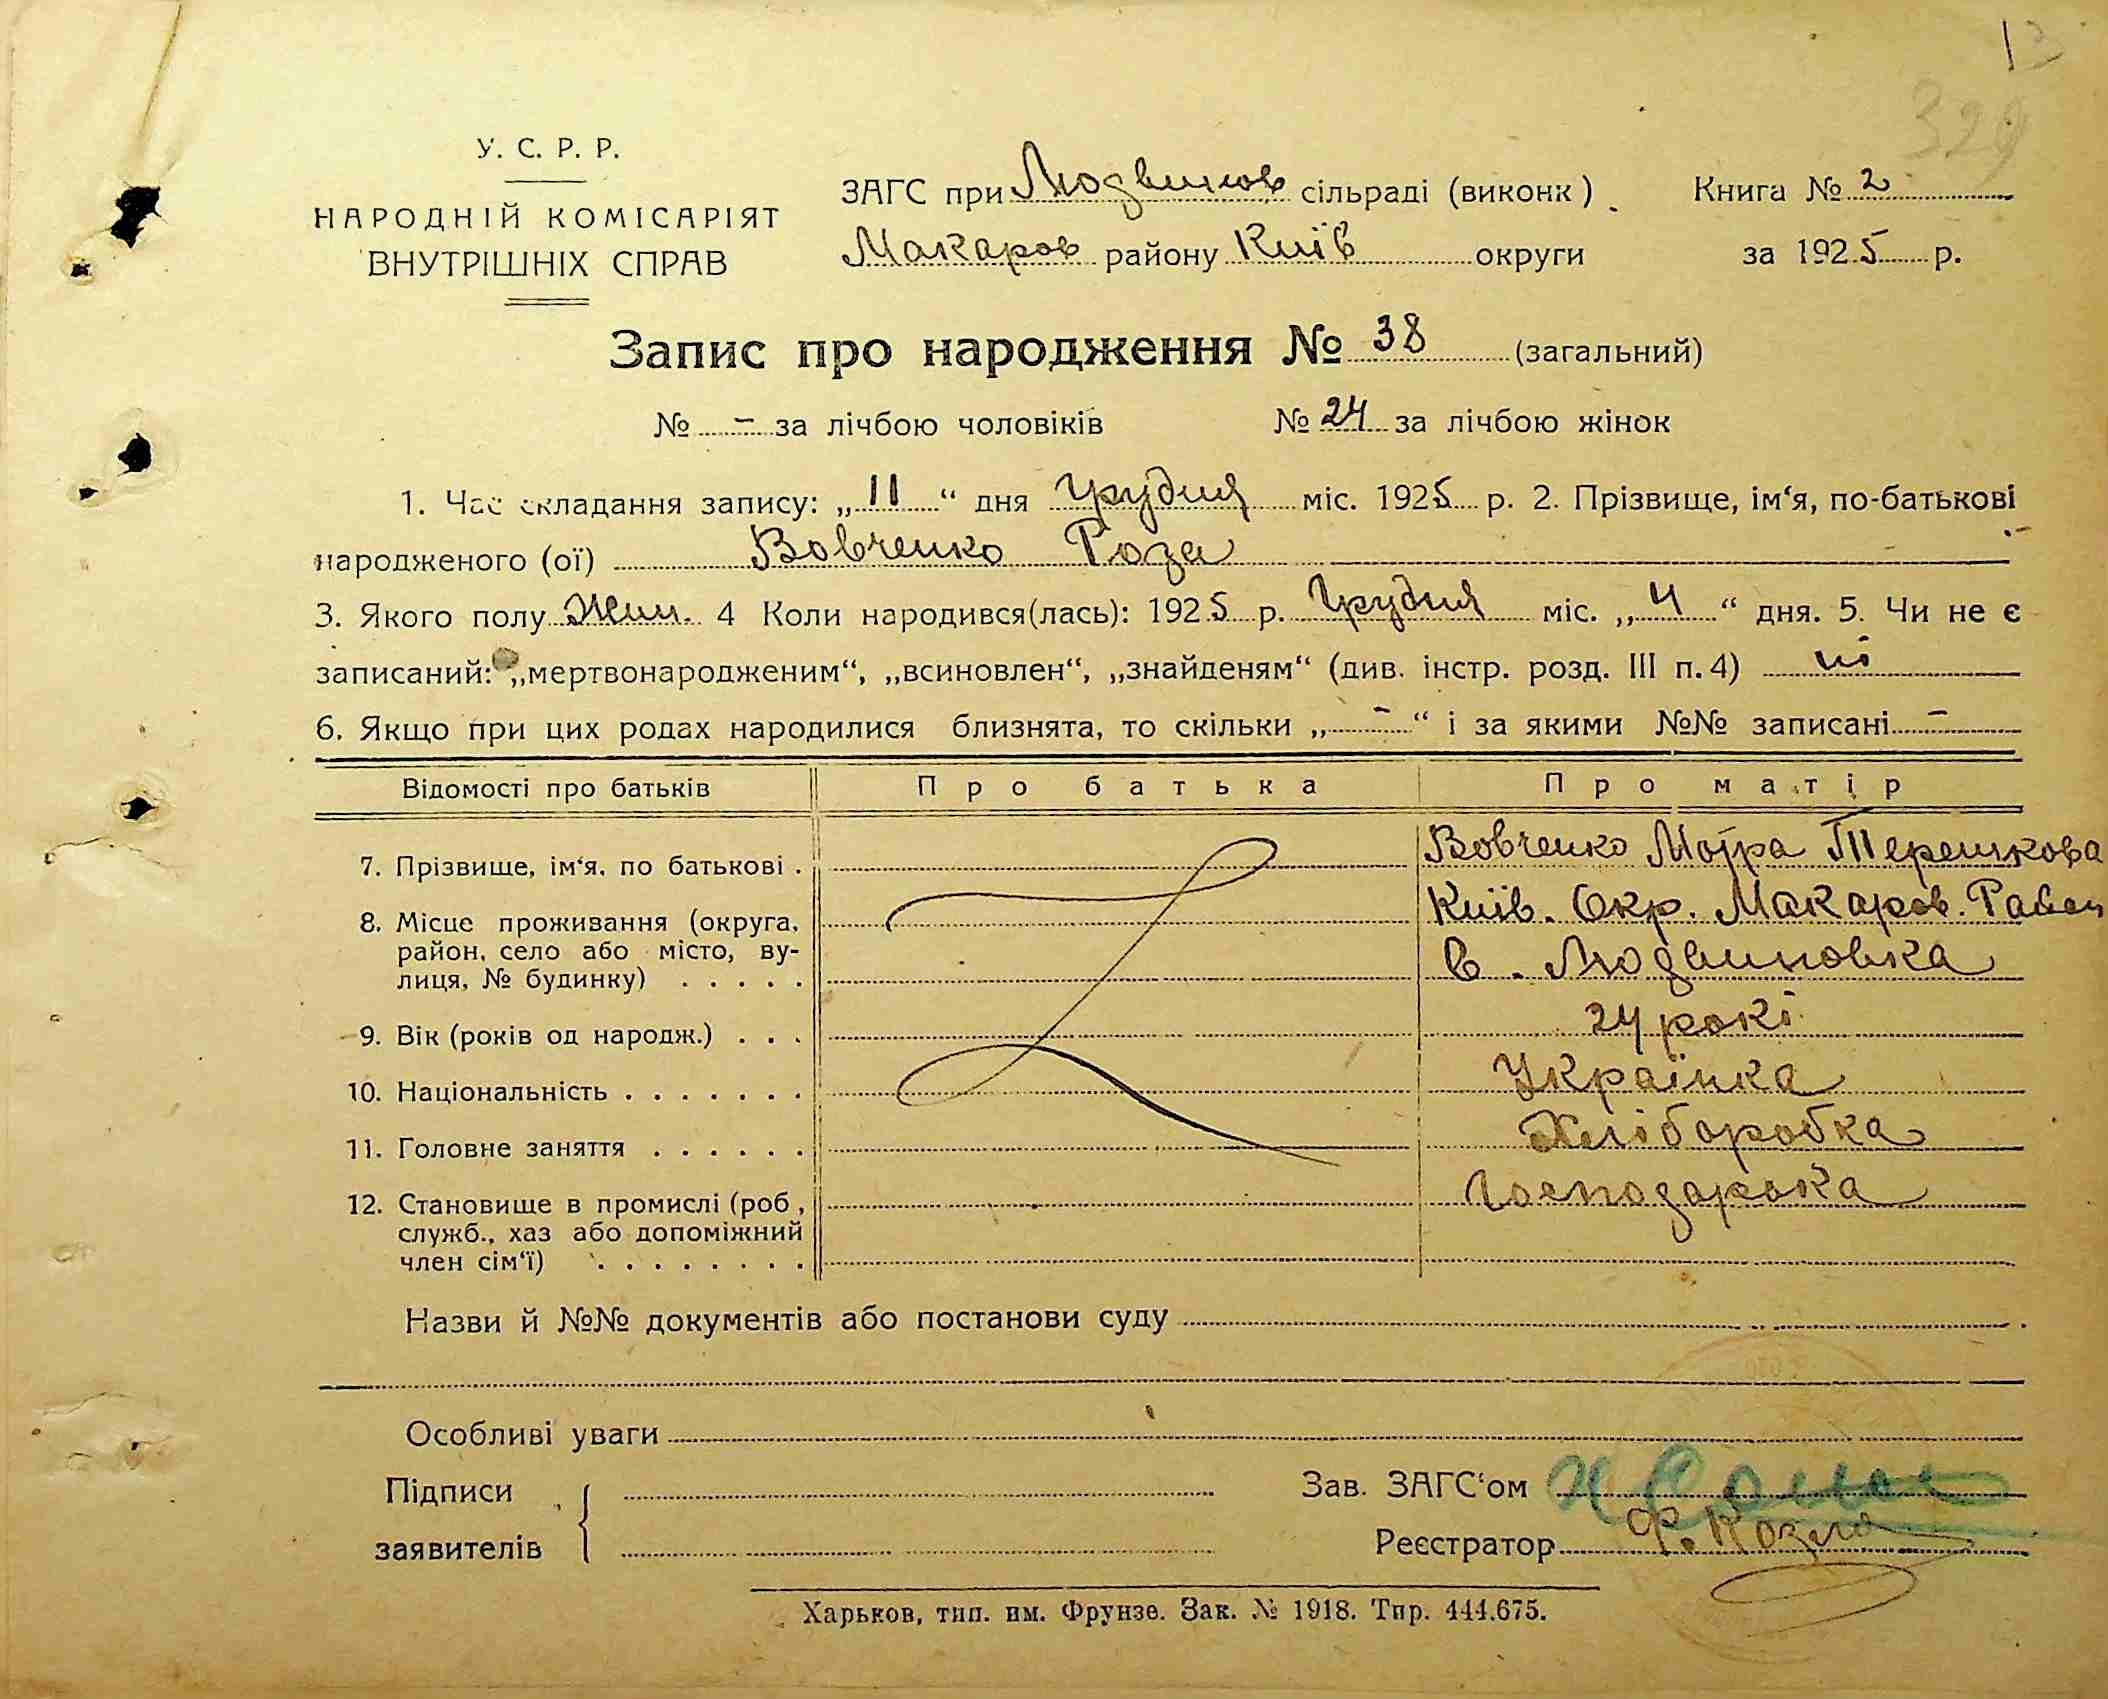 329
У. С. Р. Р.
НАРОДНІЙ КОМІСАРІЯТ
ВНУТРІШНІХ СПРАВ
ЗАГС при Людвинов сільраді (виконк) Книга № 2
Макаров району Київ округи за 1925 р.
Запис про народження № 38 (загальний)
№ - за лічбою чоловіків № 24 за лічбою жінок
1. Час складання запису: „11“ дня Грудня міс. 1925 р. 2. Прізвище, ім‘я, по-батькові
народженого (ої) Вовченко Роза
3. Якого полу Жин. 4 Коли народився(лась): 1925 р. Грудня міс. „4“ дня. 5. Чи не є
записаний: „мертвонародженим“, „всиновлен“, „знайденям“ (див. інстр. розд. III п. 4) ні
6. Якщо при цих родах народилися близнята, то скільки „-“ і за якими №№ записані -
Відомості про батьків Про батька Про матір
7. Прізвище, ім‘я, по батькові . Вовченко Терешкова
8. Місце проживання (округа, Київ. Окр. Макаров. Район
район, село або місто, ву-
лиця, № будинку) . . . . . с. Людвиновка
9. Вік (років од народж.) . . . 24 рокі
10. Національність . . . . . . . Українка
11. Головне заняття . . . . . . Хліборобка
12. Становище в промислі (роб, Господарька
служб., хаз або допоміжний
член сім‘ї) . . . . . . . .
Назви й №№ документів або постанови суду
Особливі уваги
Підписи
заявителів
Зав. ЗАГС‘ом
Реєстратор Ф. Козло
Харьков, тип. им. Фрунзе. Зак. № 1918. Тир. 444.675.